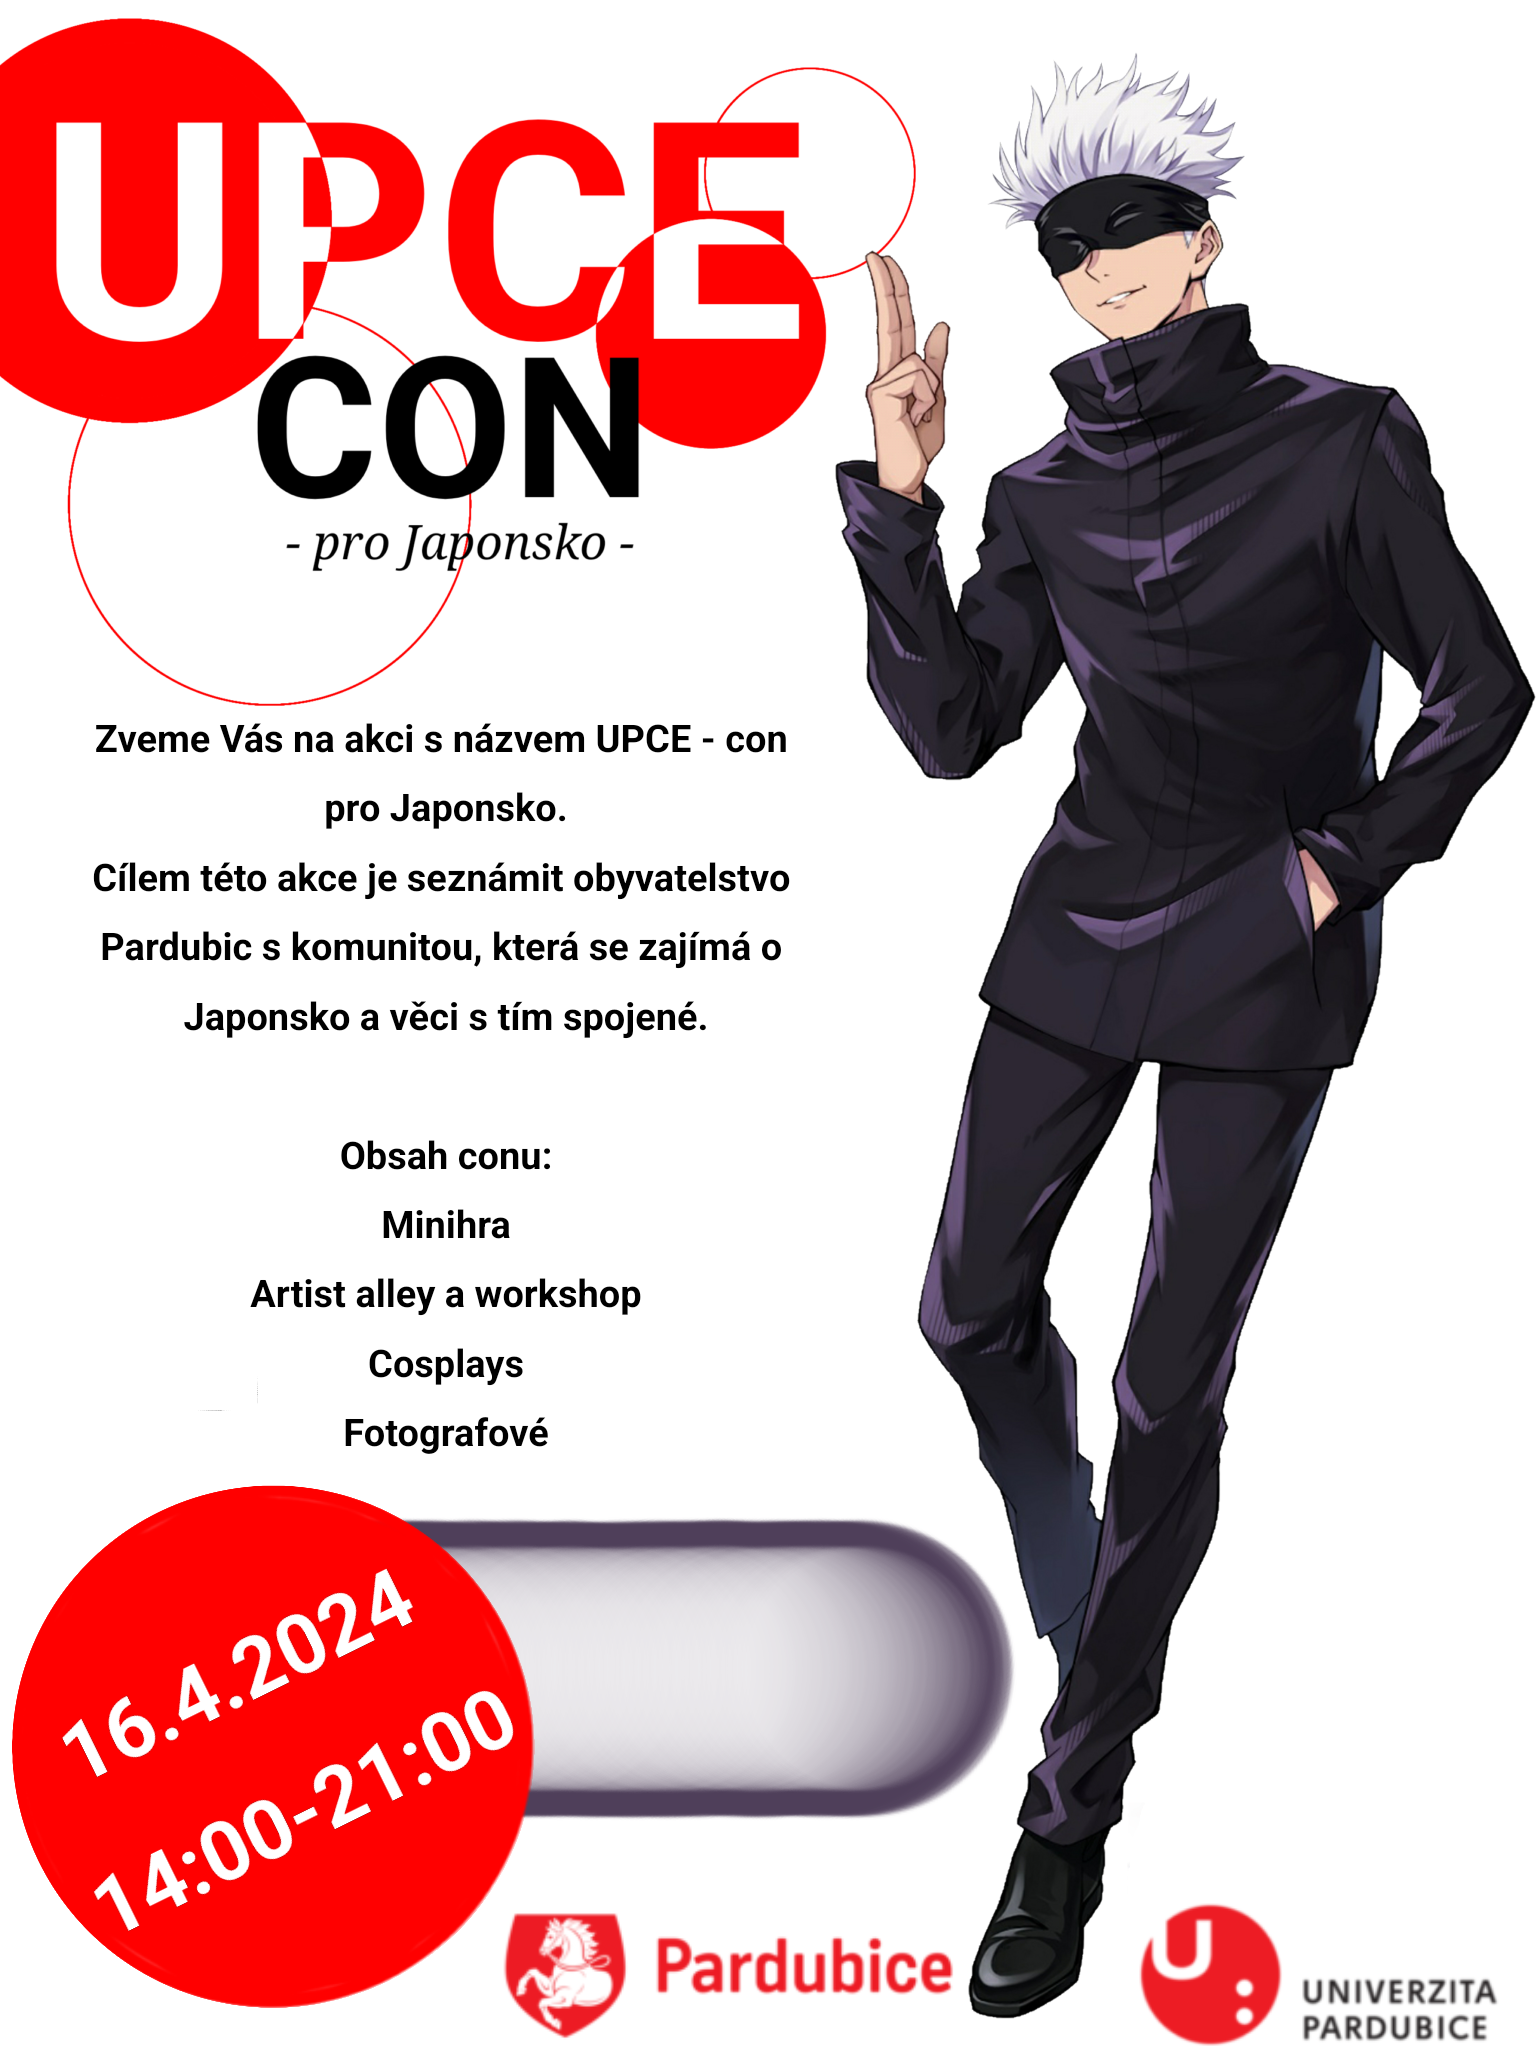 UPCE
CON
- pro Japonsko -
Zveme Vás na akci s názvem UPCE - con
pro Japonsko.
Cílem této akce je seznámit obyvatelstvo
Pardubic s komunitou, která se zajímá o
Japonsko a věci s tím spojené.
Obsah conu:
Minihra
Artist alley a workshop
Cosplays
Fotografové
16.4.2024
14:00-21:00
Pardubice
U:
UNIVERZITA
PARDUBICE